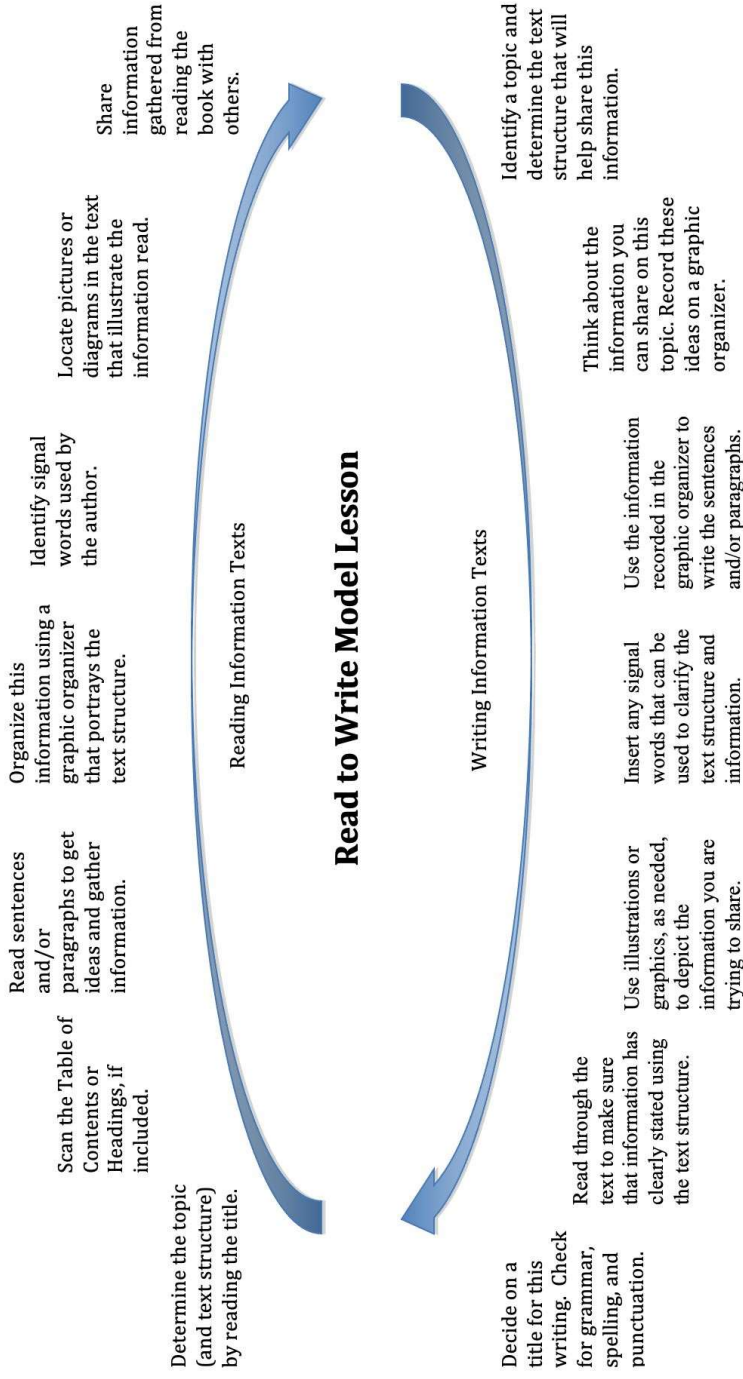 Determine the topic
(and text structure)
by reading the title.
Scan the Table of
Contents or
Headings, if
included.
Read sentences
and/or
paragraphs to get
ideas and gather
information.
Organize this
information using a
graphic organizer
that portrays the
text structure.
Identify signal
words used by
the author.
Locate pictures or
diagrams in the text
that illustrate the
information read.
Share
information
gathered from
reading the
book with
others.
Reading Information Texts
Read to Write Model Lesson
Writing Information Texts
Identify a topic and
determine the text
structure that will
help share this
information.
Think about the
information you
can share on this
topic. Record these
ideas on a graphic
organizer.
Use the information
recorded in the
graphic organizer to
write the sentences
and/or paragraphs.
Insert any signal
words that can be
used to clarify the
text structure and
information.
Use illustrations or
graphics, as needed,
to depict the
information you are
trying to share.
Read through the
text to make sure
that information has
clearly stated using
the text structure.
Decide on a
title for this
writing. Check
for grammar,
spelling, and
punctuation.